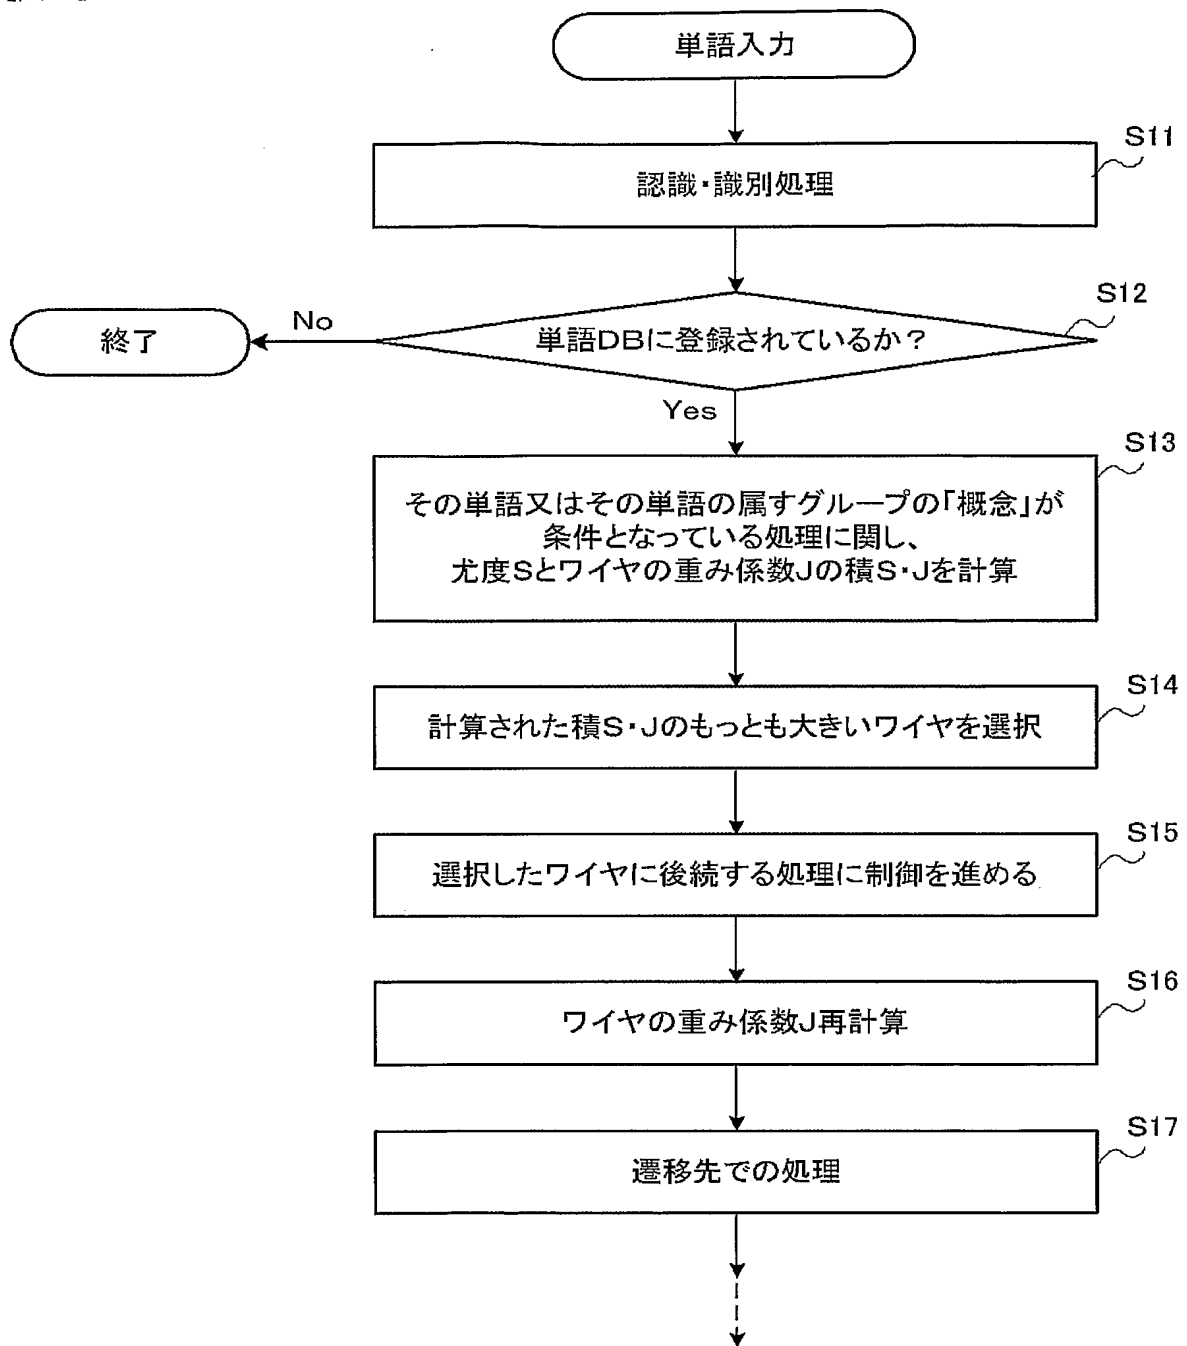 単語入力
S11
認識・識別処理
S12
単語DBに登録されているか?
No
終了
Yes
S13
その単語又はその単語の属すグループの「概念」が
条件となっている処理に関し、
尤度Sとワイヤの重み係数Jの積S・Jを計算
S14
計算された積S・Jのもっとも大きいワイヤを選択
S15
選択したワイヤに後続する処理に制御を進める
S16
ワイヤの重み係数J再計算
S17
遷移先での処理